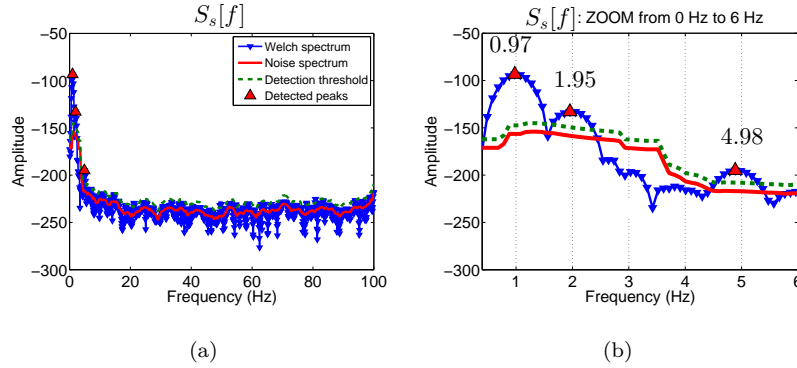 S_s[f]
−50
−100
−150
−200
−250
−300
Amplitude
Welch spectrum
Noise spectrum
Detection threshold
Detected peaks
0 20 40 60 80 100
Frequency (Hz)
(a)
S_s[f]: ZOOM from 0 Hz to 6 Hz
−50
−100
−150
−200
−250
−300
Amplitude
0.97
1.95
4.98
1 2 3 4 5 6
Frequency (Hz)
(b)